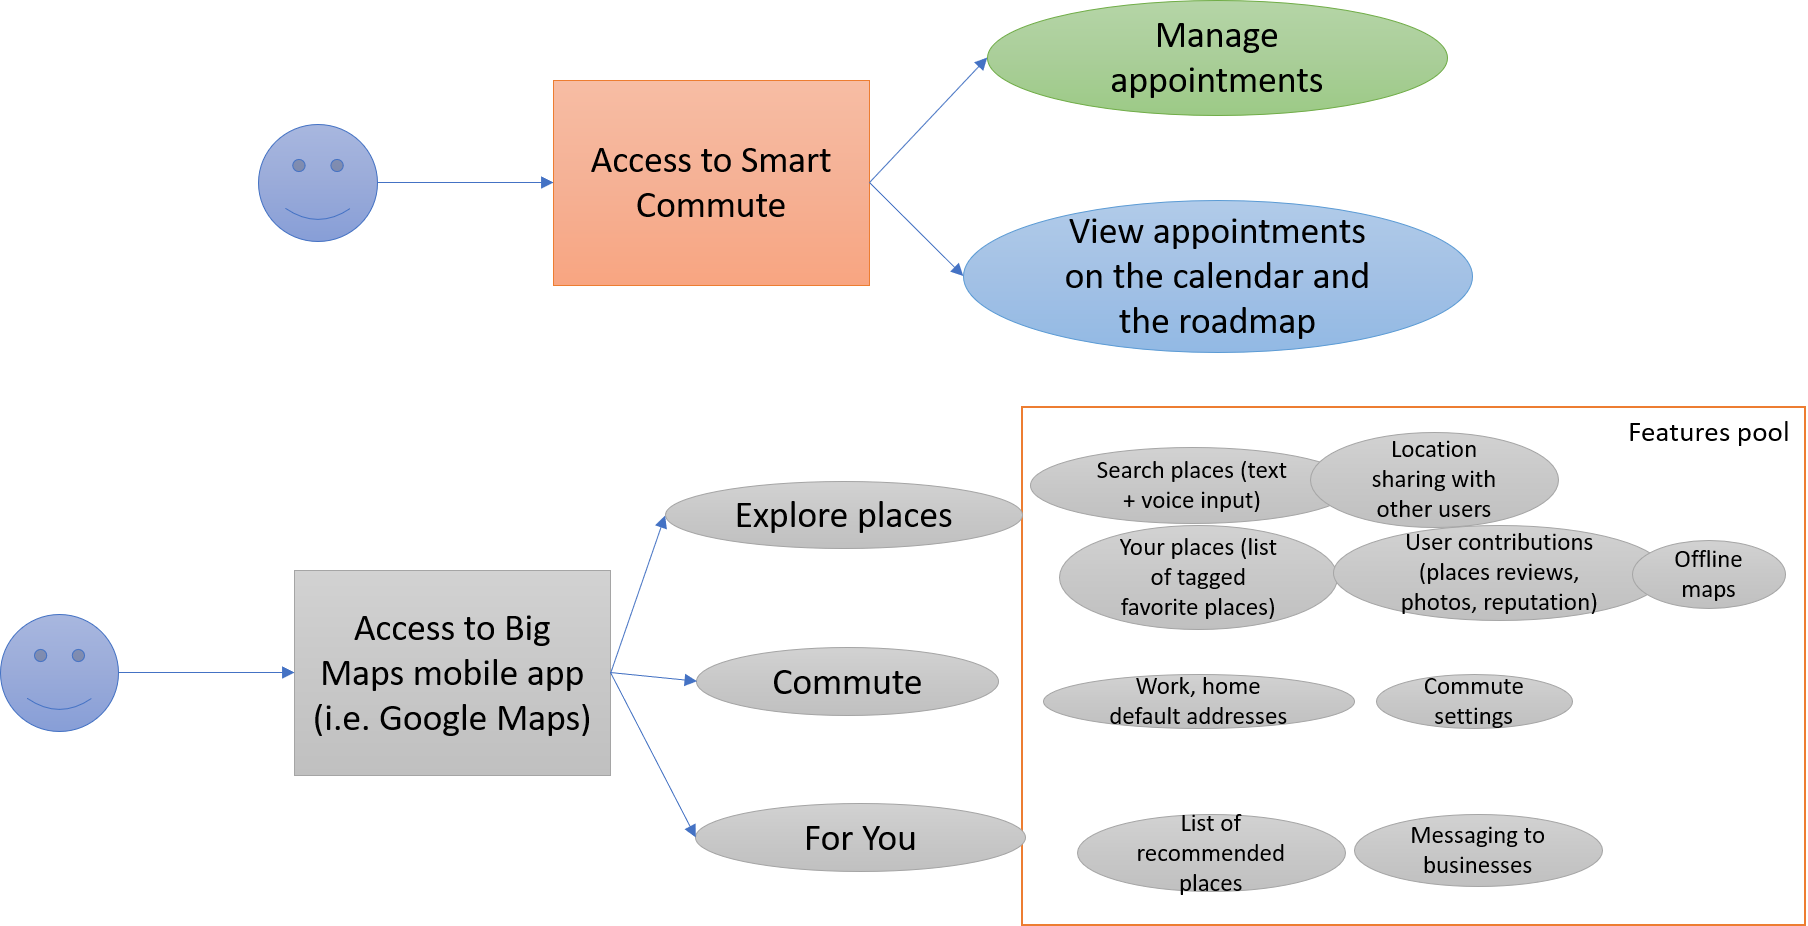 Manage
appointments
Access to Smart
Commute
View appointments
on the calendar and
the roadmap
Features pool
Search places (text
+ voice input)
Location
sharing with
other users
Explore places
Your places (list
of tagged
favorite places)
User contributions
(places reviews,
photos, reputation)
Offline
maps
Access to Big
Maps mobile app
(i.e. Google Maps)
Commute
Work, home
default addresses
Commute
settings
For You
List of
recommended
places
Messaging to
businesses